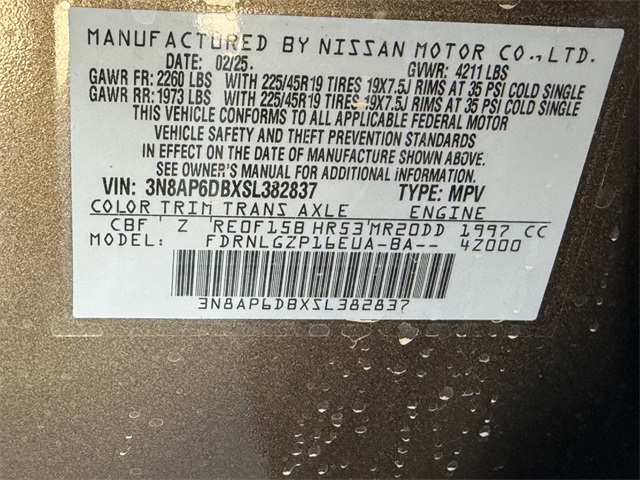 MANUFACTURED BY NISSAN MOTOR CO., LTD.
DATE: 02/25. GVWR: 4211 LBS
GAWR FR: 2260 LBS WITH 225/45R19 TIRES 19X7.5J RIMS AT 35 PSI COLD SINGLE
GAWR RR: 1973 LBS WITH 225/45R19 TIRES 19X7.5J RIMS AT 35 PSI COLD SINGLE
THIS VEHICLE CONFORMS TO ALL APPLICABLE FEDERAL MOTOR
VEHICLE SAFETY AND THEFT PREVENTION STANDARDS
IN EFFECT ON THE DATE OF MANUFACTURE SHOWN ABOVE.
SEE OWNER'S MANUAL FOR ADDITIONAL INFORMATION.
VIN: 3N8AP6DBXSL382837 TYPE: MPV
COLOR TRIM TRANS AXLE ENGINE
CBF ' Z 'RE0F15B HR53'MR20DD 1997 CC
MODEL: FDRNLGZP16EUA-BA-- 4Z000
3N8AP6DBXSL382837